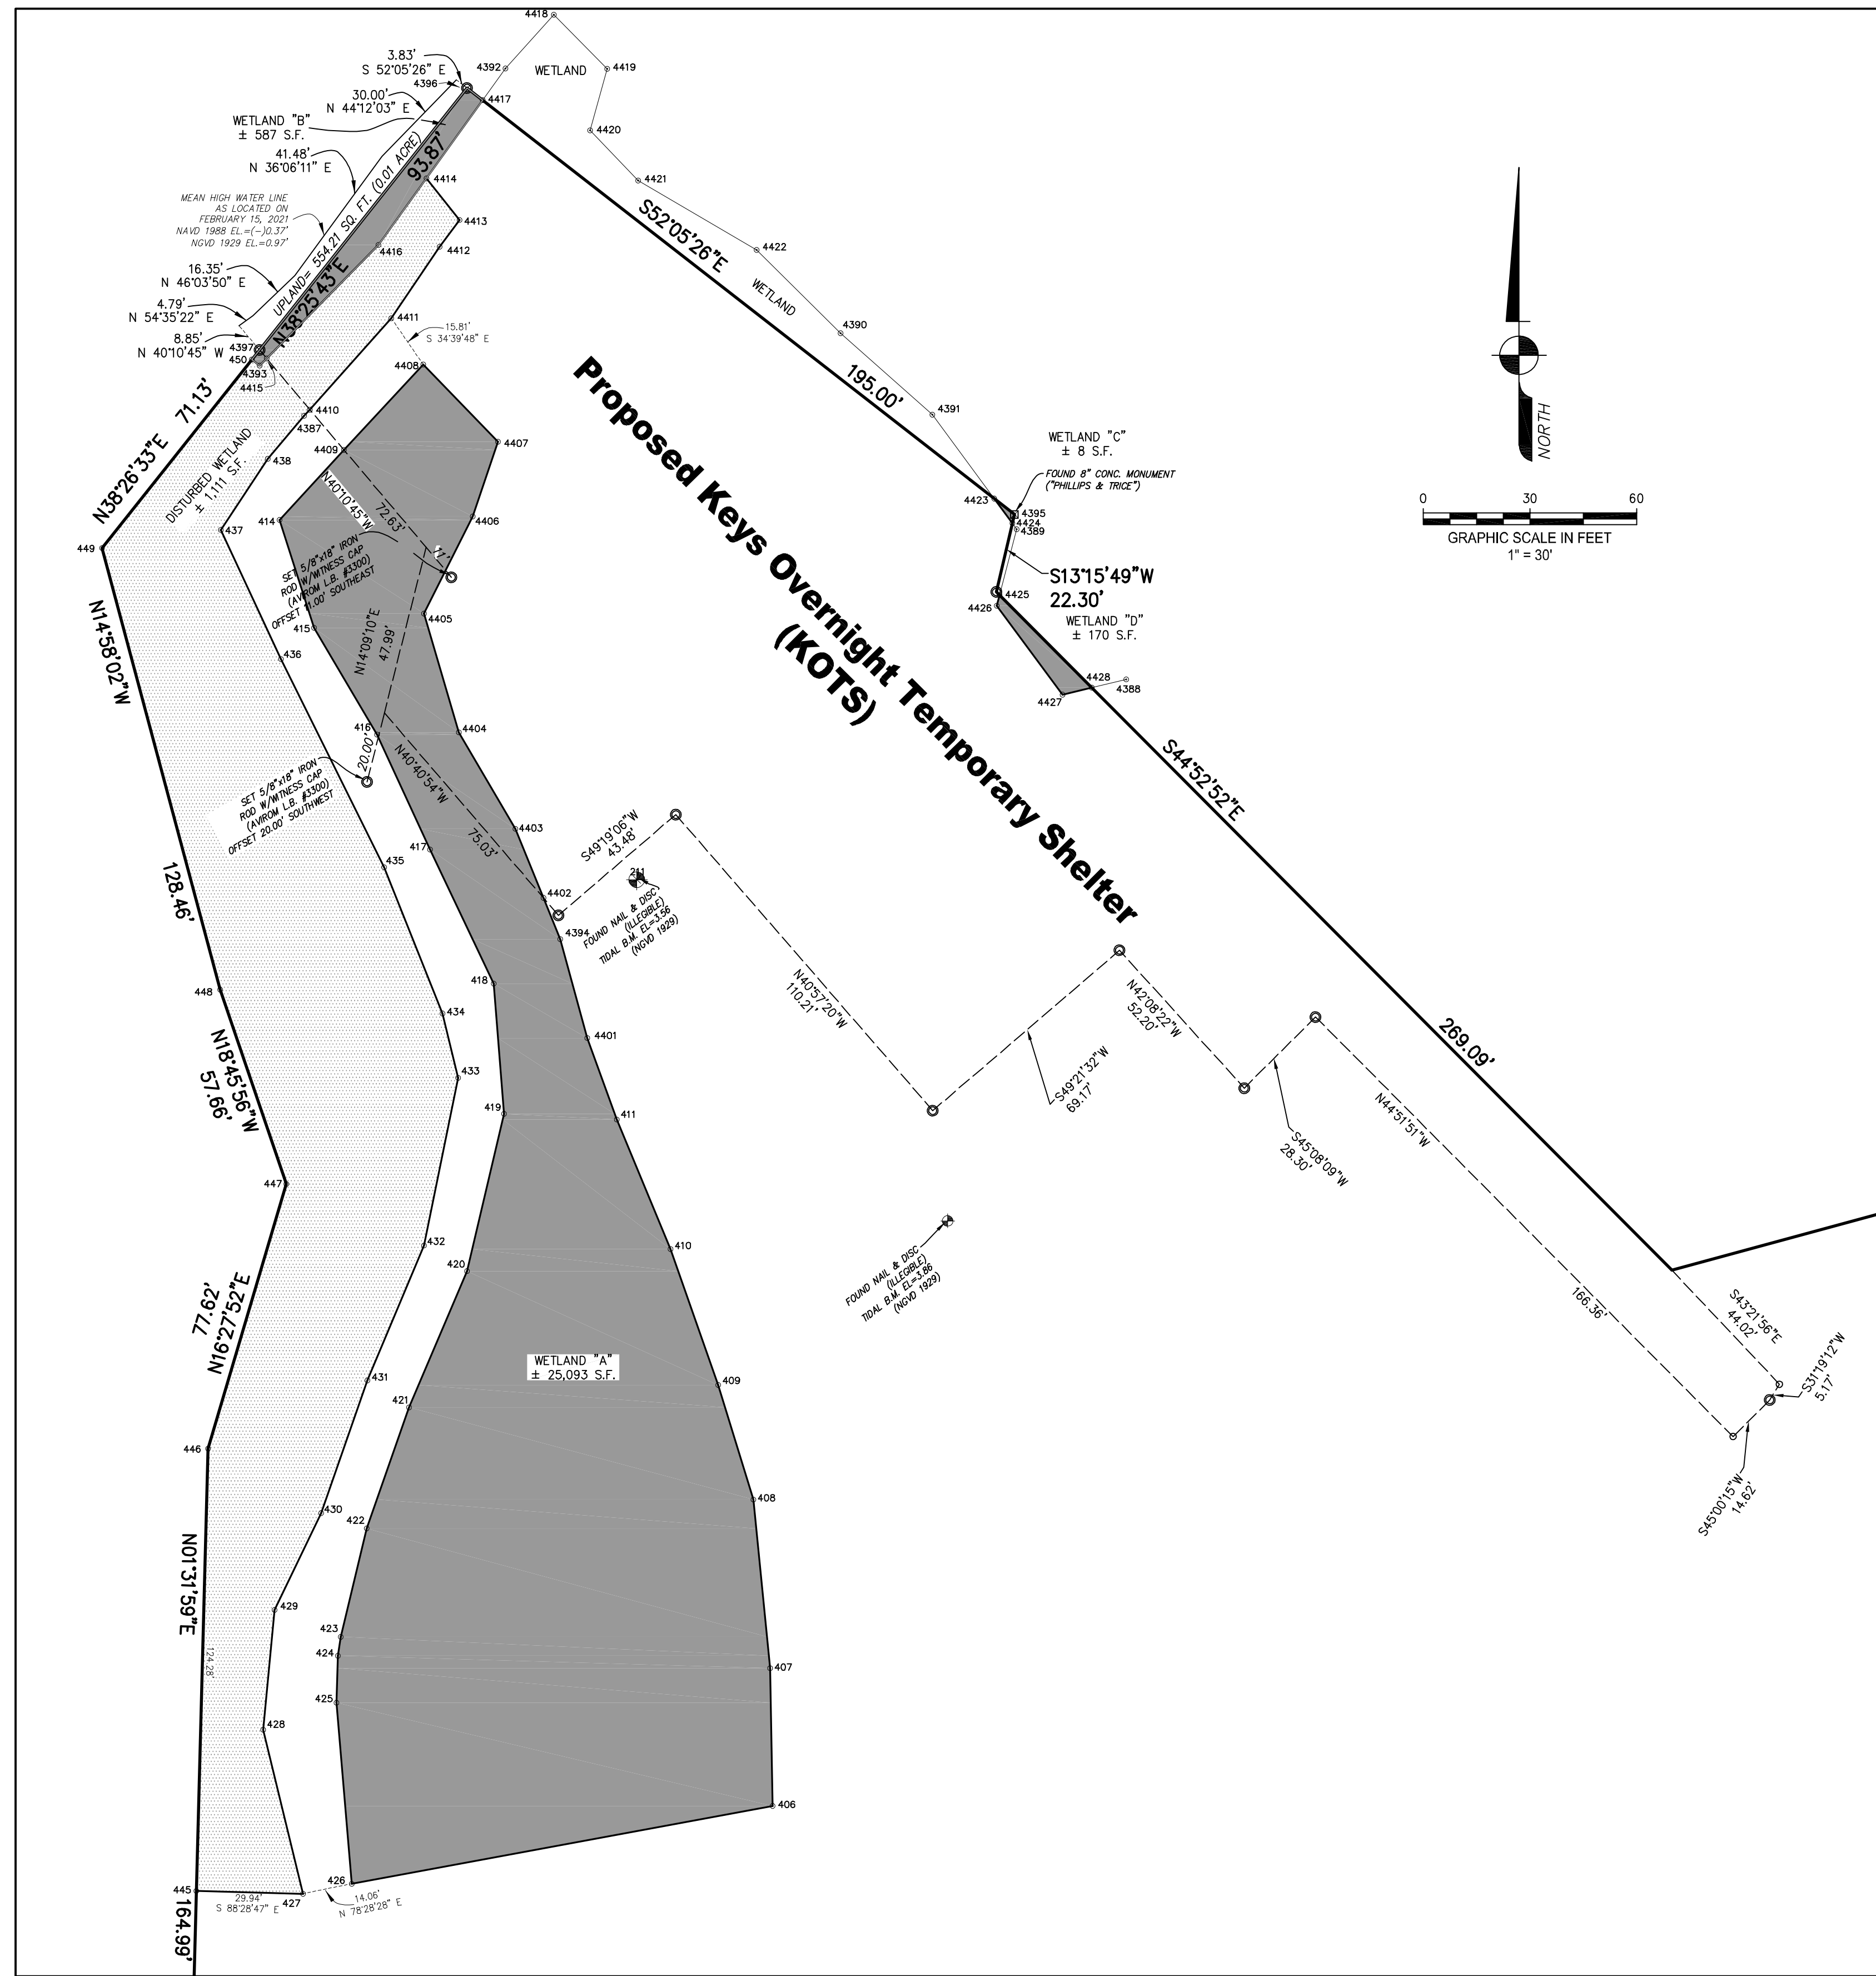 4418
3.83'
S 52°05'26" E
4396
4392
WETLAND
4419
30.00'
N 44°12'03" E
4417
WETLAND "B"
± 587 S.F.
4420
41.48'
N 36°06'11" E
UPLAND= 554.21 SQ. FT. (0.01 ACRE)
93.87'
N38°25'43"E
4421
4414
MEAN HIGH WATER LINE
AS LOCATED ON
FEBRUARY 15, 2021
NAVD 1988 EL.=(-)0.37'
NGVD 1929 EL.=0.97'
4413
4412
4416
S52°05'26"E
195.00'
4422
WETLAND
16.35'
N 46°03'50" E
4.79'
N 54°35'22" E
8.85'
N 40°10'45" W
4397
450
4393
4415
4411
15.81'
S 34°39'48" E
4390
4408
71.13'
N38°26'33"E
4410
4387
4391
DISTURBED WETLAND
± 1,111 S.F.
438
4409
4407
WETLAND "C"
± 8 S.F.
FOUND 8" CONC. MONUMENT
("PHILLIPS & TRICE")
NORTH
0 30 60
GRAPHIC SCALE IN FEET
1" = 30'
N40°10'45"W
72.63'
11'
4423
4395
4424
4389
414
4406
437
449
SET 5/8"x18" IRON
ROD W/WITNESS CAP
(AVIROM L.B. #3300)
OFFSET 11.00' SOUTHEAST
Proposed Keys Overnight Temporary Shelter
(KOTS)
S13°15'49"W
22.30'
4425
4426
WETLAND "D"
± 170 S.F.
N14°58'02"W
128.46'
415
4405
436
N14°09'10"E
47.99'
4428
4388
4427
416
4404
20.00'
SET 5/8"x18" IRON
ROD W/WITNESS CAP
(AVIROM L.B. #3300)
OFFSET 20.00' SOUTHWEST
N40°40'54"W
75.03'
S44°52'52"E
269.09'
4403
417
435
S49°19'06"W
43.48'
211
FOUND NAIL & DISC
(ILLEGIBLE)
TIDAL B.M. EL=3.56
(NGVD 1929)
4402
4394
418
448
434
4401
433
N40°57'20"W
110.21'
N42°08'22"W
52.20'
S49°21'32"W
69.17'
N18°45'56"W
57.66'
419
411
S45°08'09"W
28.30'
N44°51'51"W
166.36'
447
432
410
420
FOUND NAIL & DISC
(ILLEGIBLE)
TIDAL B.M. EL=3.86
(NGVD 1929)
77.62'
N16°27'52"E
S43°21'56"E
44.02'
S31°19'12"W
5.17'
S45°00'15"W
14.62'
WETLAND "A"
± 25,093 S.F.
431
409
421
446
408
430
422
N01°31'59"E
124.28'
429
423
424
407
425
428
406
426
445
427
29.94'
S 88°28'47" E
14.06'
N 78°28'28" E
164.99'